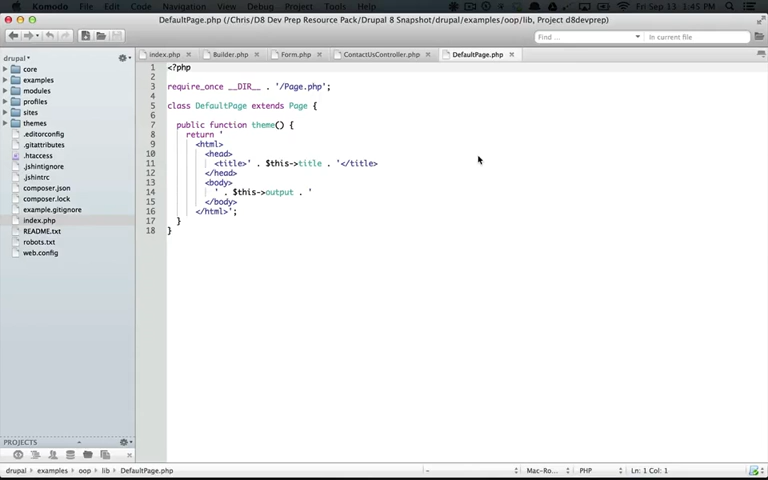 Komodo File Edit Code Navigation View Debug Project Tools Help Fri Sep 13 1:45 PM
DefaultPage.php (/Chris/D8 Dev Prep Resource Pack/Drupal 8 Snapshot/drupal/examples/oop/lib, Project d8devprep)
Find ... In current file
drupal
index.php Builder.php Form.php ContactUsController.php DefaultPage.php
core
examples
modules
profiles
sites
themes
.editorconfig
.gitattributes
.htaccess
.jshintignore
.jshintrc
composer.json
composer.lock
example.gitignore
index.php
README.txt
robots.txt
web.config
1 <?php
2
3 require_once __DIR__ . '/Page.php';
4
5 class DefaultPage extends Page {
6
7 public function theme() {
8 return '
9 <html>
10 <head>
11 <title>' . $this->title . '</title>
12 </head>
13 <body>
14 ' . $this->output . '
15 </body>
16 </html>';
17 }
18 }
PROJECTS
drupal examples oop lib DefaultPage.php
Mac-Ro... PHP Ln: 1 Col: 1